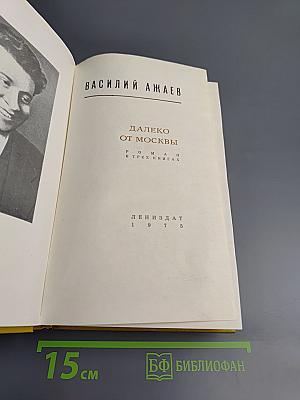 ВАСИЛИЙ АЖАЕВ
ДАЛЕКО
ОТ МОСКВЫ
РОМАН
В ТРЕХ КНИГАХ
ЛЕНИЗДАТ
1975
15 см
БФ БИБЛИОФАН